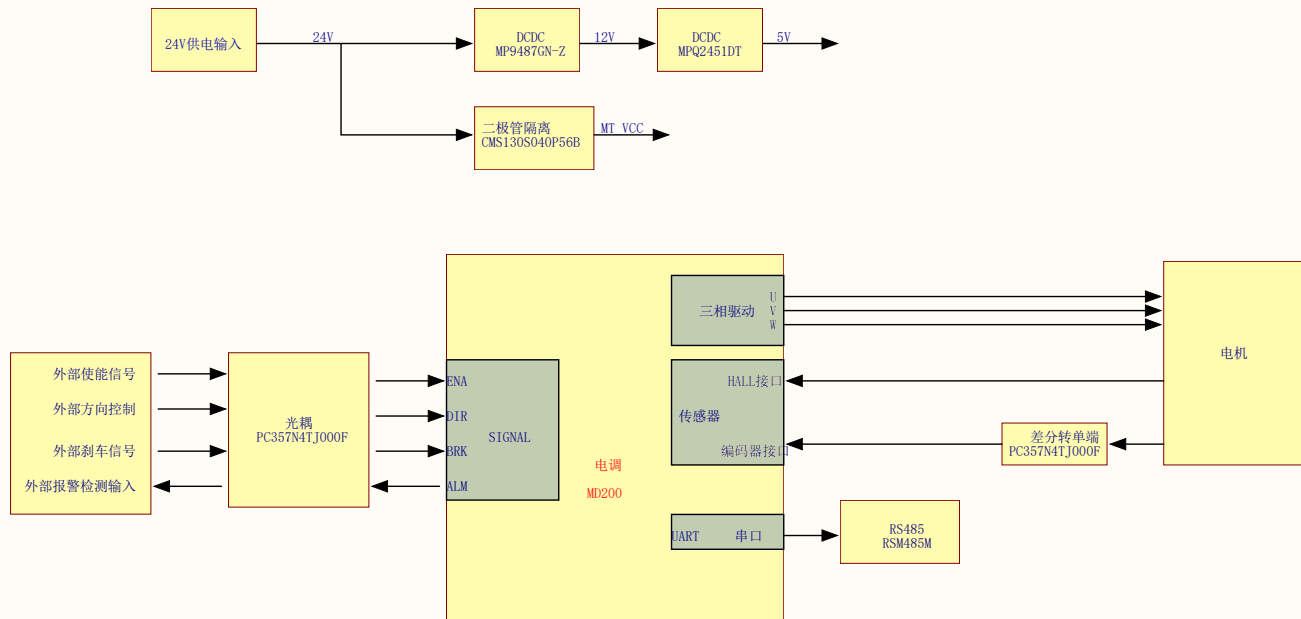 24V供电输入
24V
DCDC
MP9487GN-Z
12V
DCDC
MPQ2451DT
5V
二极管隔离
CMS130S040P56B
MT_VCC
三相驱动
U
V
W
电机
外部使能信号
外部方向控制
外部刹车信号
外部报警检测输入
光耦
PC357N4TJ000F
ENA
DIR
BRK
ALM
SIGNAL
电调
MD200
HALL接口
传感器
编码器接口
差分转单端
PC357N4TJ000F
UART 串口
RS485
RSM485M